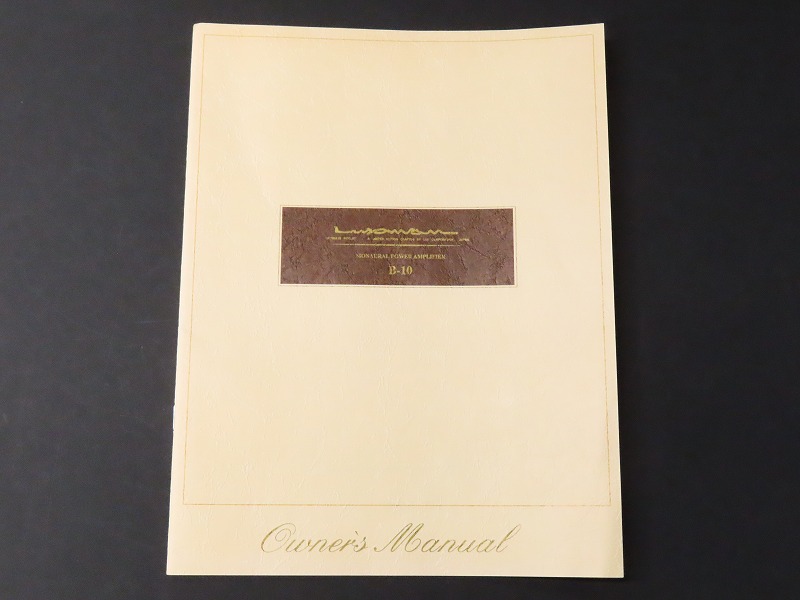 Luxman
MONAURAL POWER AMPLIFIER
B-10
Owner's Manual